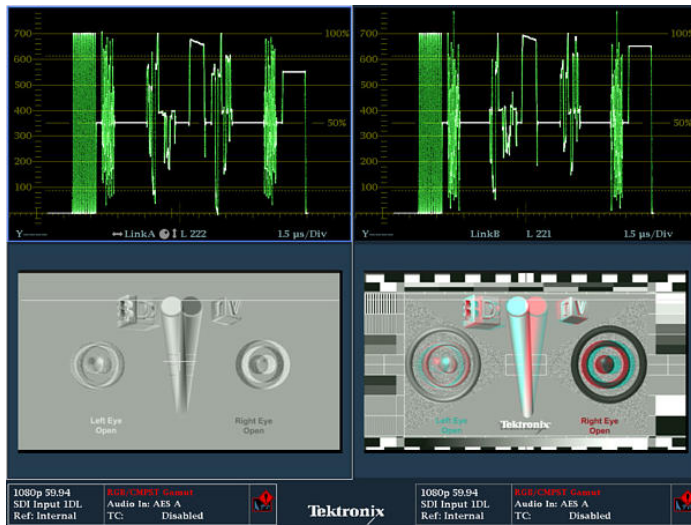 700
600
500
400
300
200
100
0
100%
50%
Y----
LinkA
L 222
1.5 µs/Div
700
600
500
400
300
200
100
0
100%
50%
Y----
LinkB
L 221
1.5 µs/Div
3D TV
Left Eye
Open
Right Eye
Open
3D TV
Left Eye
Open
Tektronix
Right Eye
Open
1080p 59.94
SDI Input 1DL
Ref: Internal
RGB/CMPST Gamut
Audio In: AES A
TC: Disabled
Tektronix
1080p 59.94
SDI Input 1DL
Ref: Internal
RGB/CMPST Gamut
Audio In: AES A
TC: Disabled